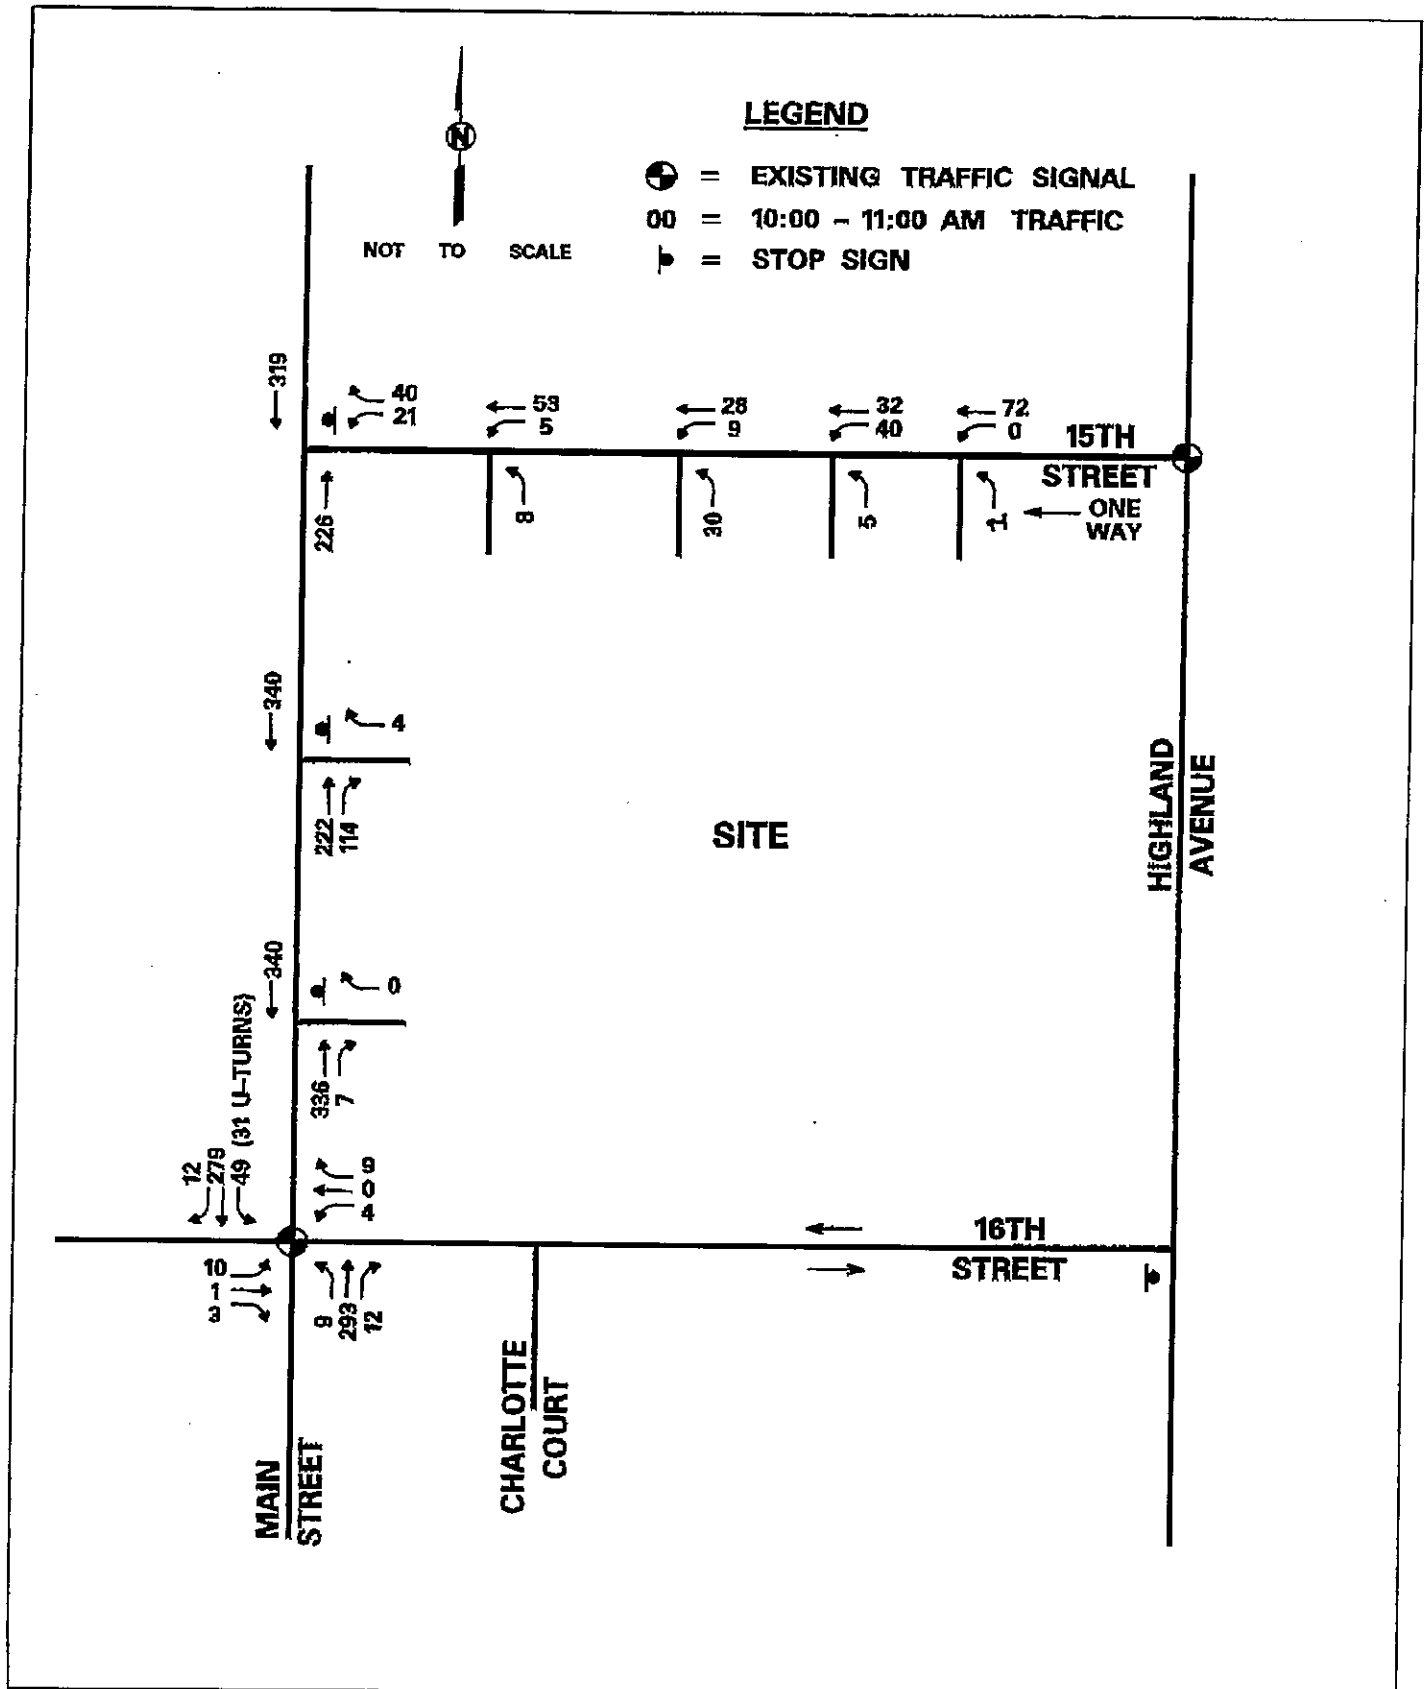 N
LEGEND
= EXISTING TRAFFIC SIGNAL
00 = 10:00 - 11:00 AM TRAFFIC
= STOP SIGN
NOT TO SCALE
319
40
21
53
5
28
9
32
40
72
0
15TH
STREET
ONE
WAY
226
8
30
5
1
340
4
222
114
SITE
HIGHLAND
AVENUE
340
0
336
7
12
279
49 (31 U-TURNS)
9
0
4
10
1
3
9
293
12
16TH
STREET
CHARLOTTE
COURT
MAIN
STREET